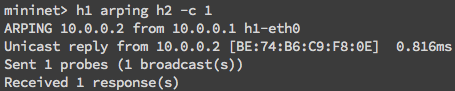 mininet> h1 arping h2 -c 1
ARPING 10.0.0.2 from 10.0.0.1 h1-eth0
Unicast reply from 10.0.0.2 [BE:74:B6:C9:F8:0E]  0.816ms
Sent 1 probes (1 broadcast(s))
Received 1 response(s)